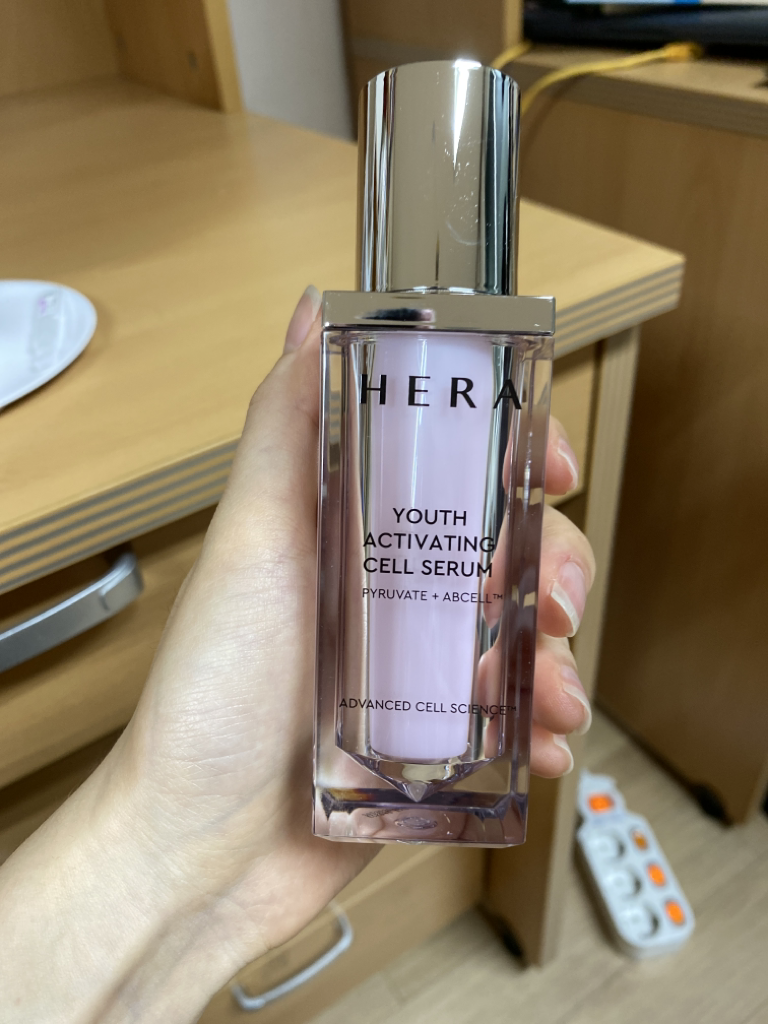 HERA
YOUTH
ACTIVATING
CELL SERUM
PYRUVATE + ABCELL™
ADVANCED CELL SCIENCE™